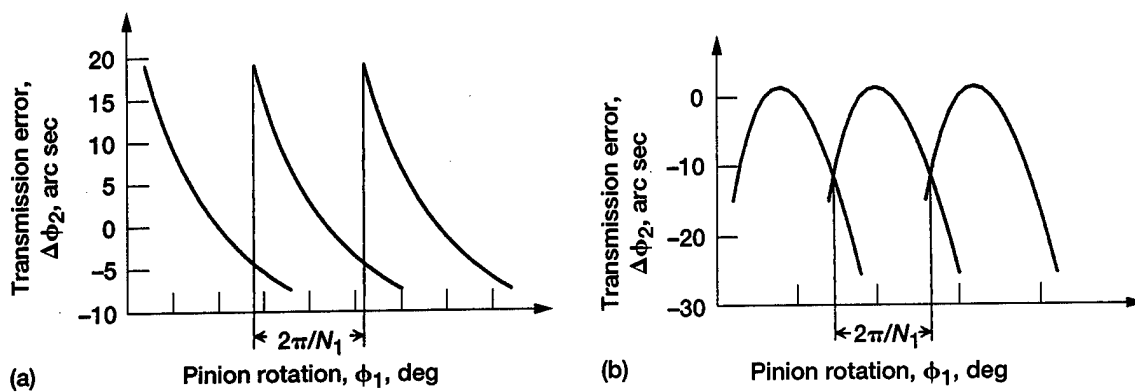 Transmission error,
Δϕ₂, arc sec
20
15
10
5
0
−5
−10
2π/N₁
(a)
Pinion rotation, ϕ₁, deg
Transmission error,
Δϕ₂, arc sec
0
−10
−20
−30
2π/N₁
(b)
Pinion rotation, ϕ₁, deg